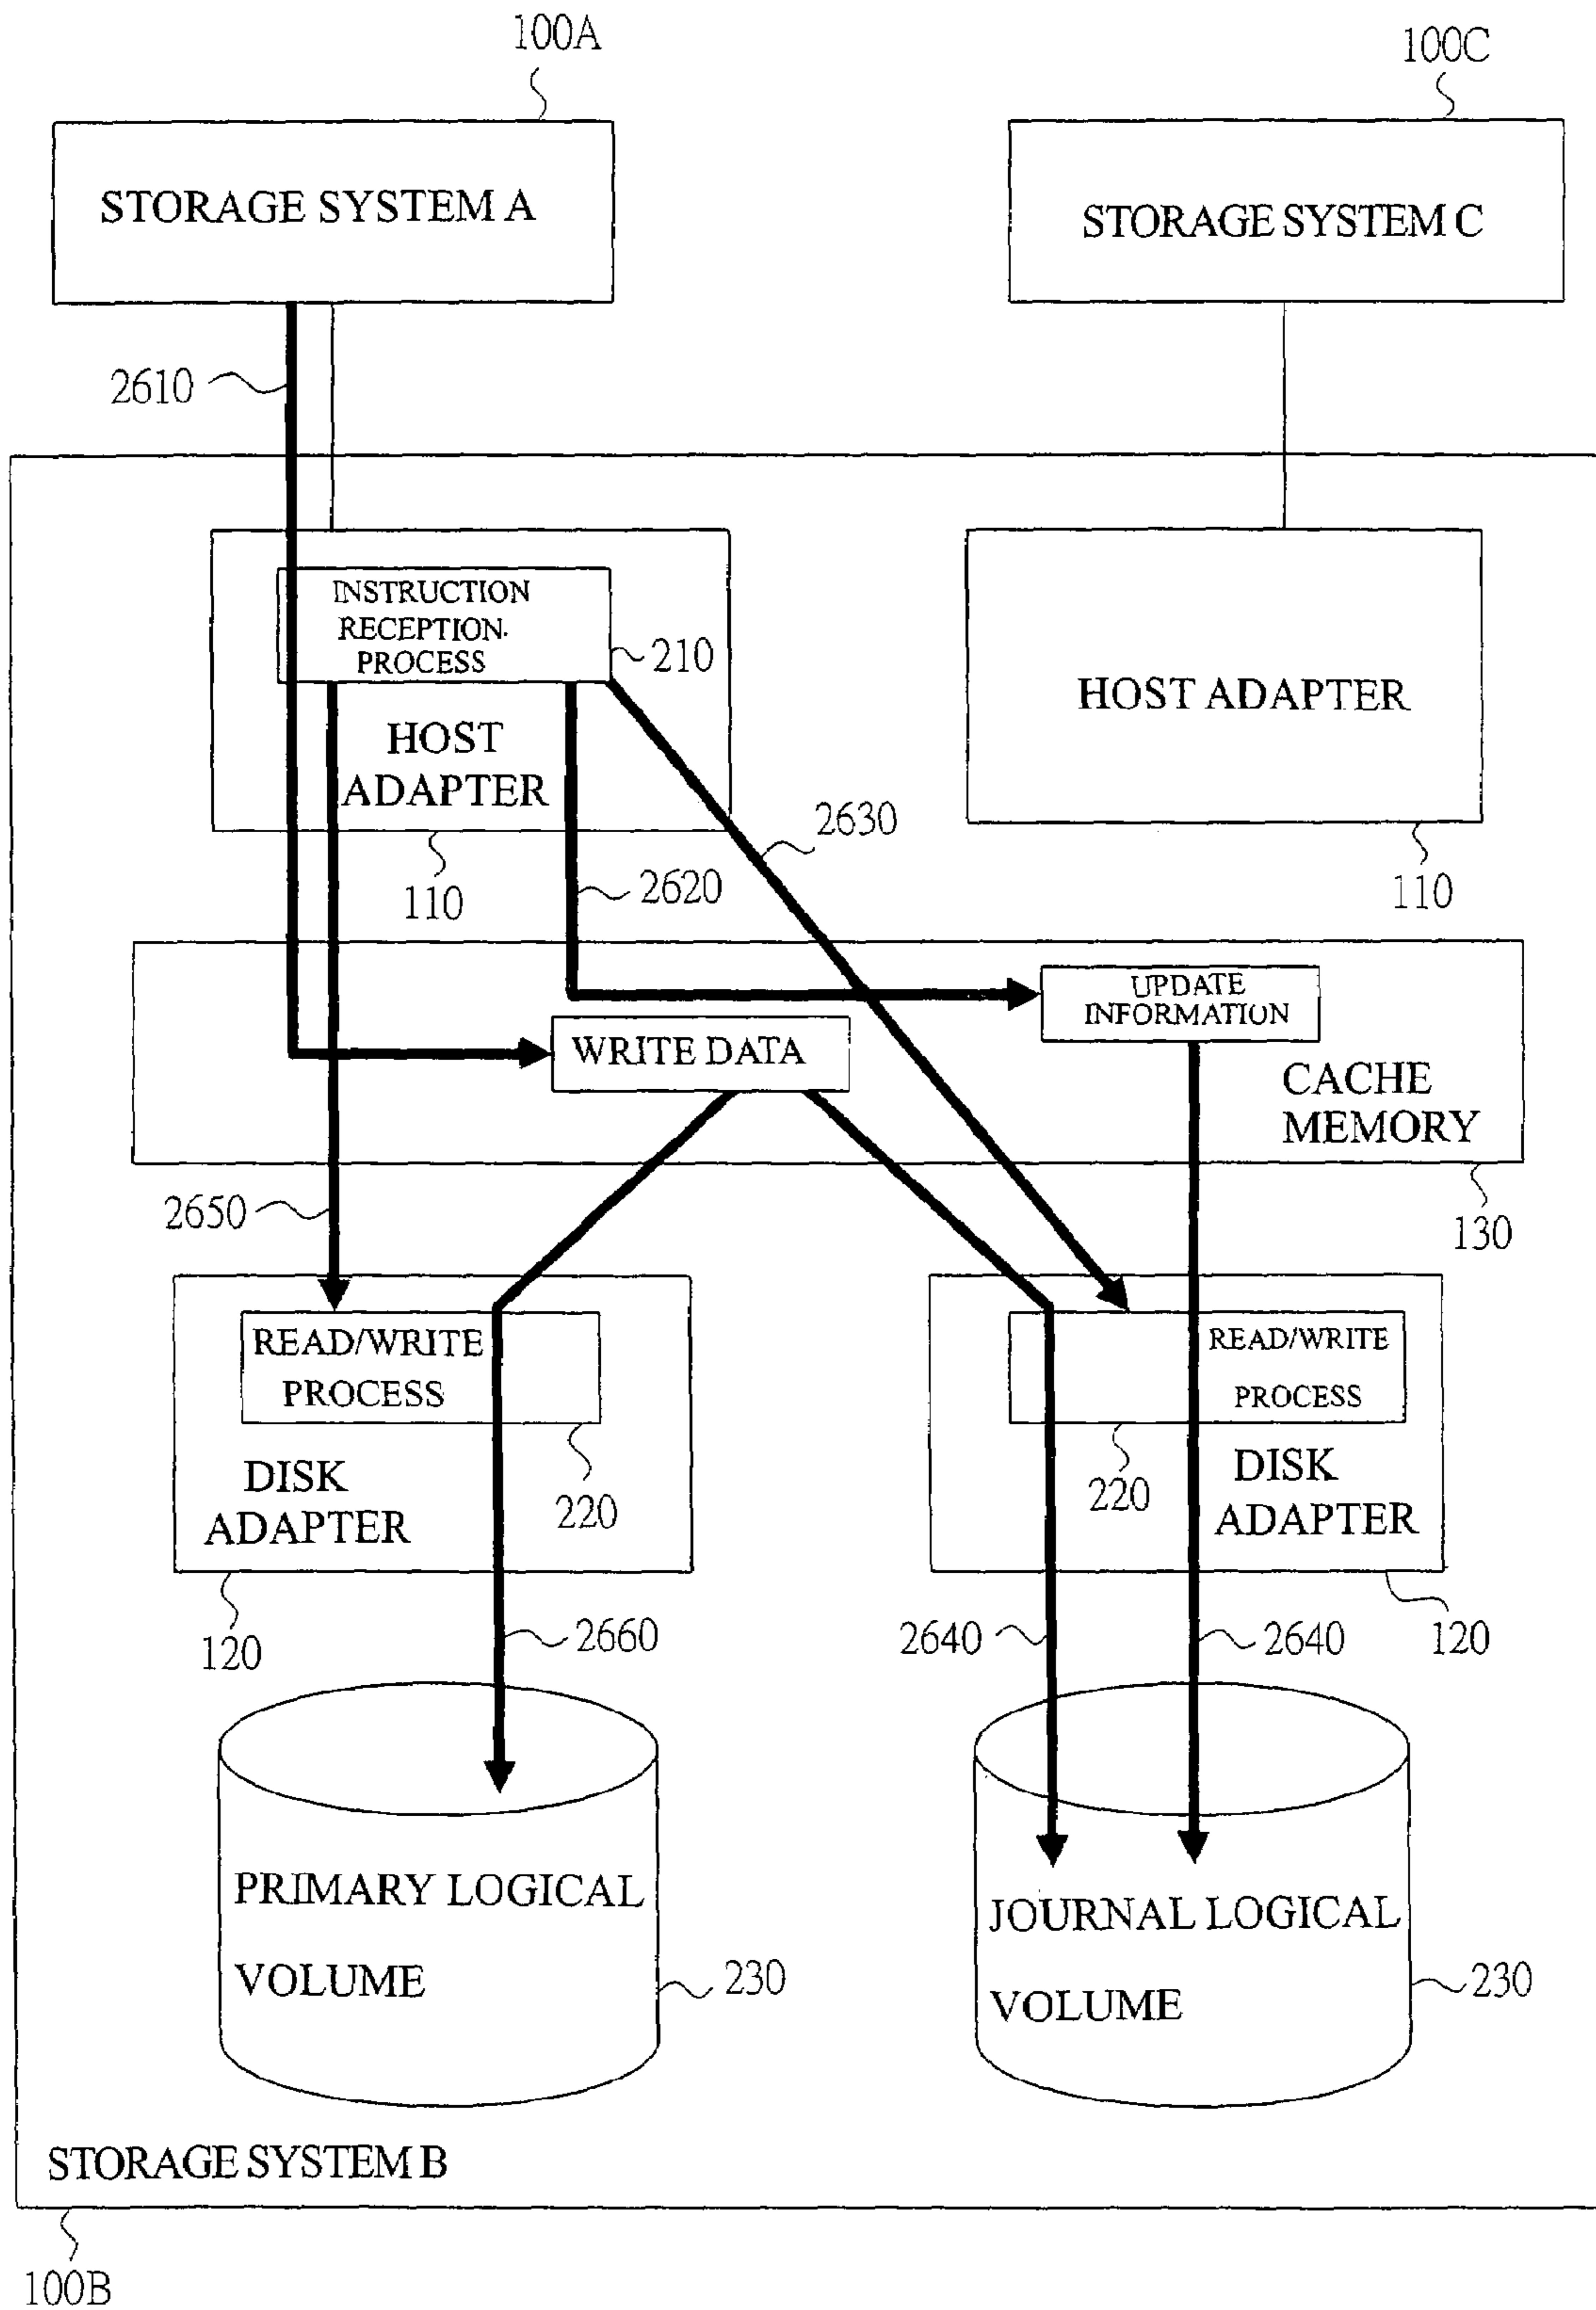 100A
100C
STORAGE SYSTEM A
STORAGE SYSTEM C
2610
INSTRUCTION
RECEPTION.
PROCESS
210
HOST
ADAPTER
HOST ADAPTER
2630
2620
110
110
UPDATE
INFORMATION
WRITE DATA
CACHE
MEMORY
2650
130
READ/WRITE
PROCESS
READ/WRITE
PROCESS
DISK
ADAPTER
220
220
DISK
ADAPTER
120
2660
2640
2640
120
PRIMARY LOGICAL
VOLUME
230
JOURNAL LOGICAL
VOLUME
230
STORAGE SYSTEM B
100B